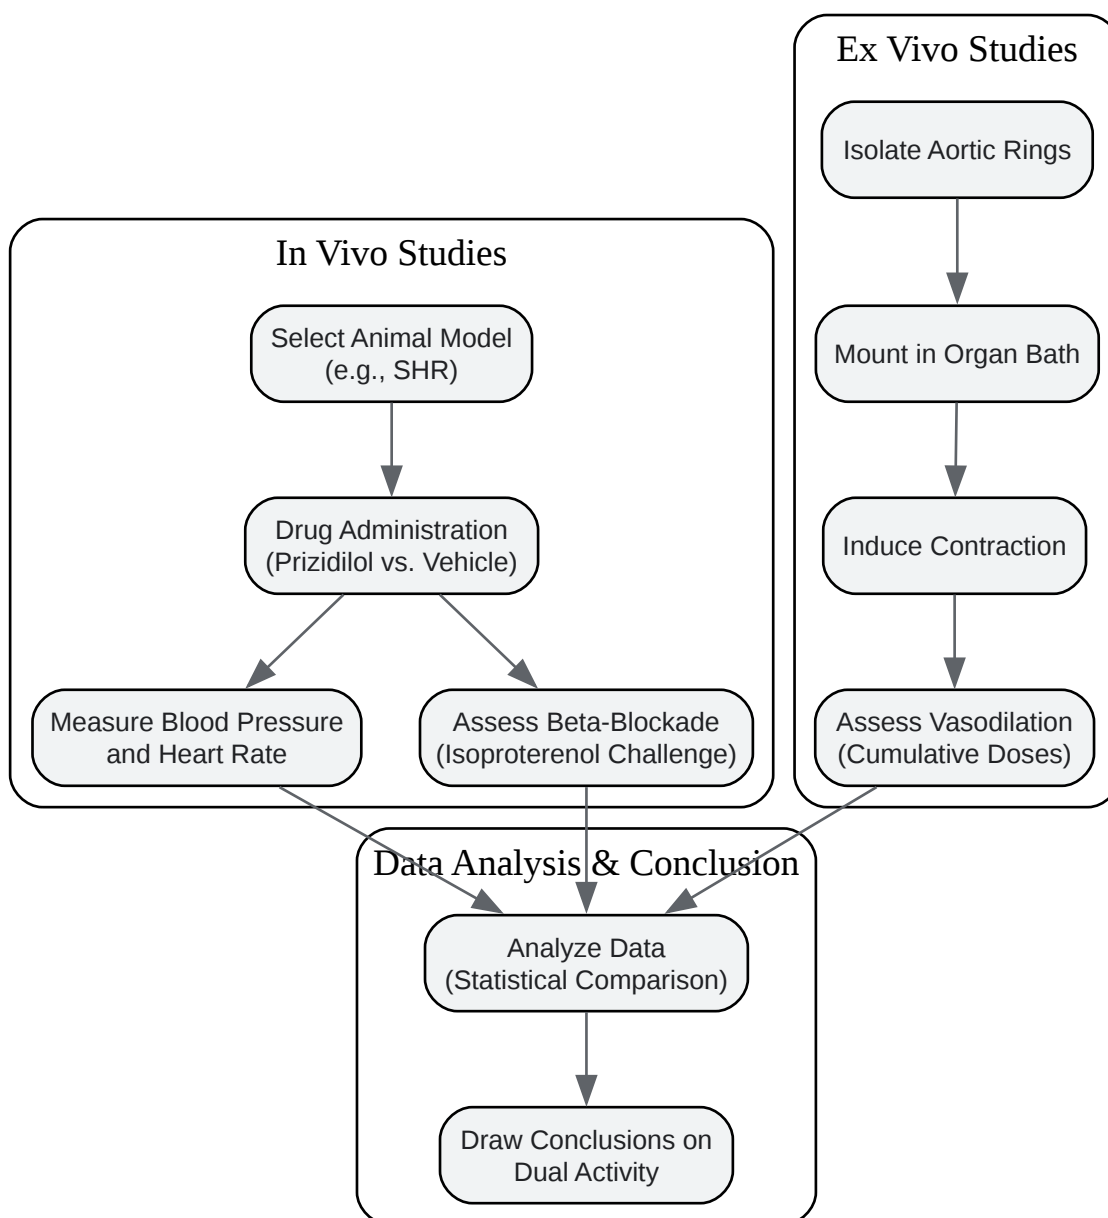 Ex Vivo Studies
Isolate Aortic Rings
Mount in Organ Bath
Induce Contraction
Assess Vasodilation
(Cumulative Doses)
In Vivo Studies
Select Animal Model
(e.g., SHR)
Drug Administration
(Prizidilol vs. Vehicle)
Measure Blood Pressure
and Heart Rate
Assess Beta-Blockade
(Isoproterenol Challenge)
Data Analysis & Conclusion
Analyze Data
(Statistical Comparison)
Draw Conclusions on
Dual Activity